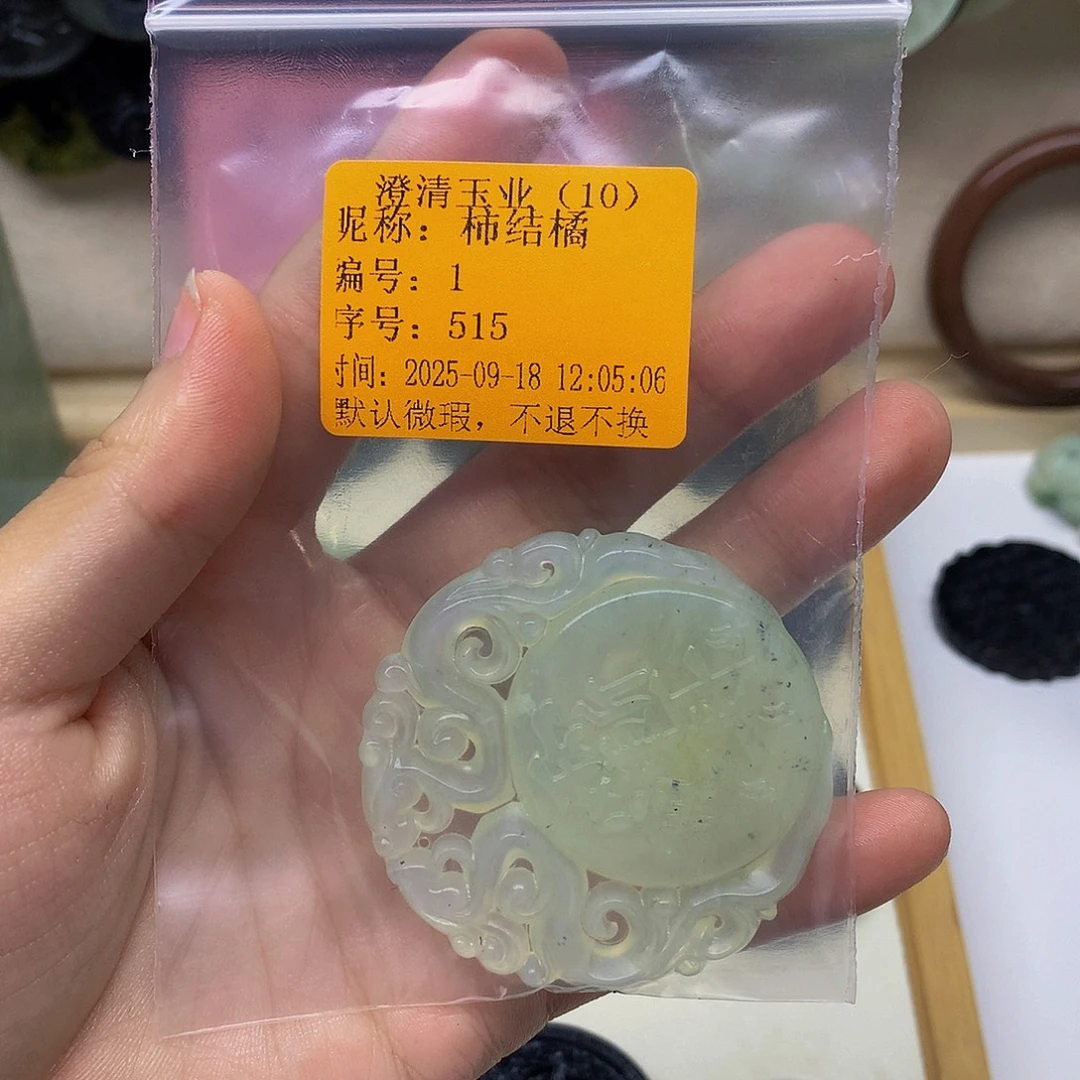 澄清玉业（10）
昵称：柿结橘
编号：1
序号：515
时间：2025-09-18 12:05:06
默认微瑕，不退不换